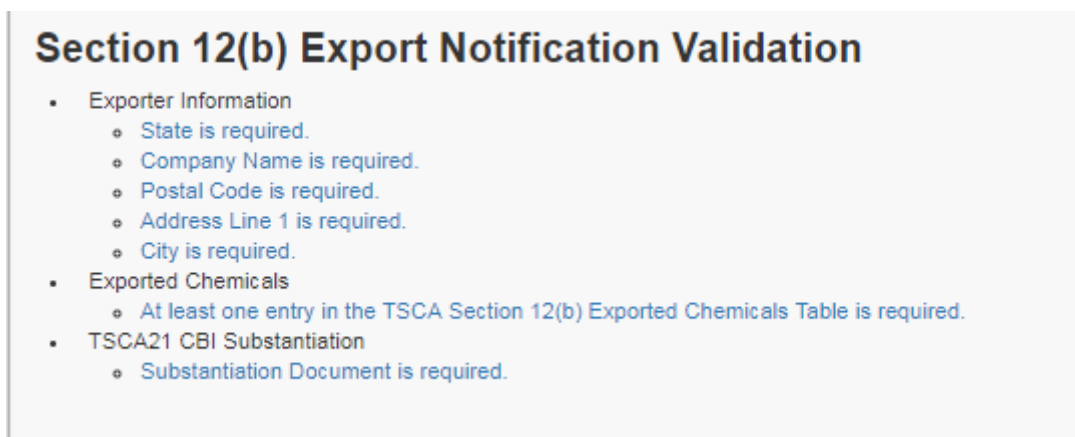 Section 12(b) Export Notification Validation
Exporter Information
State is required.
Company Name is required.
Postal Code is required.
Address Line 1 is required.
City is required.
Exported Chemicals
At least one entry in the TSCA Section 12(b) Exported Chemicals Table is required.
TSCA21 CBI Substantiation
Substantiation Document is required.